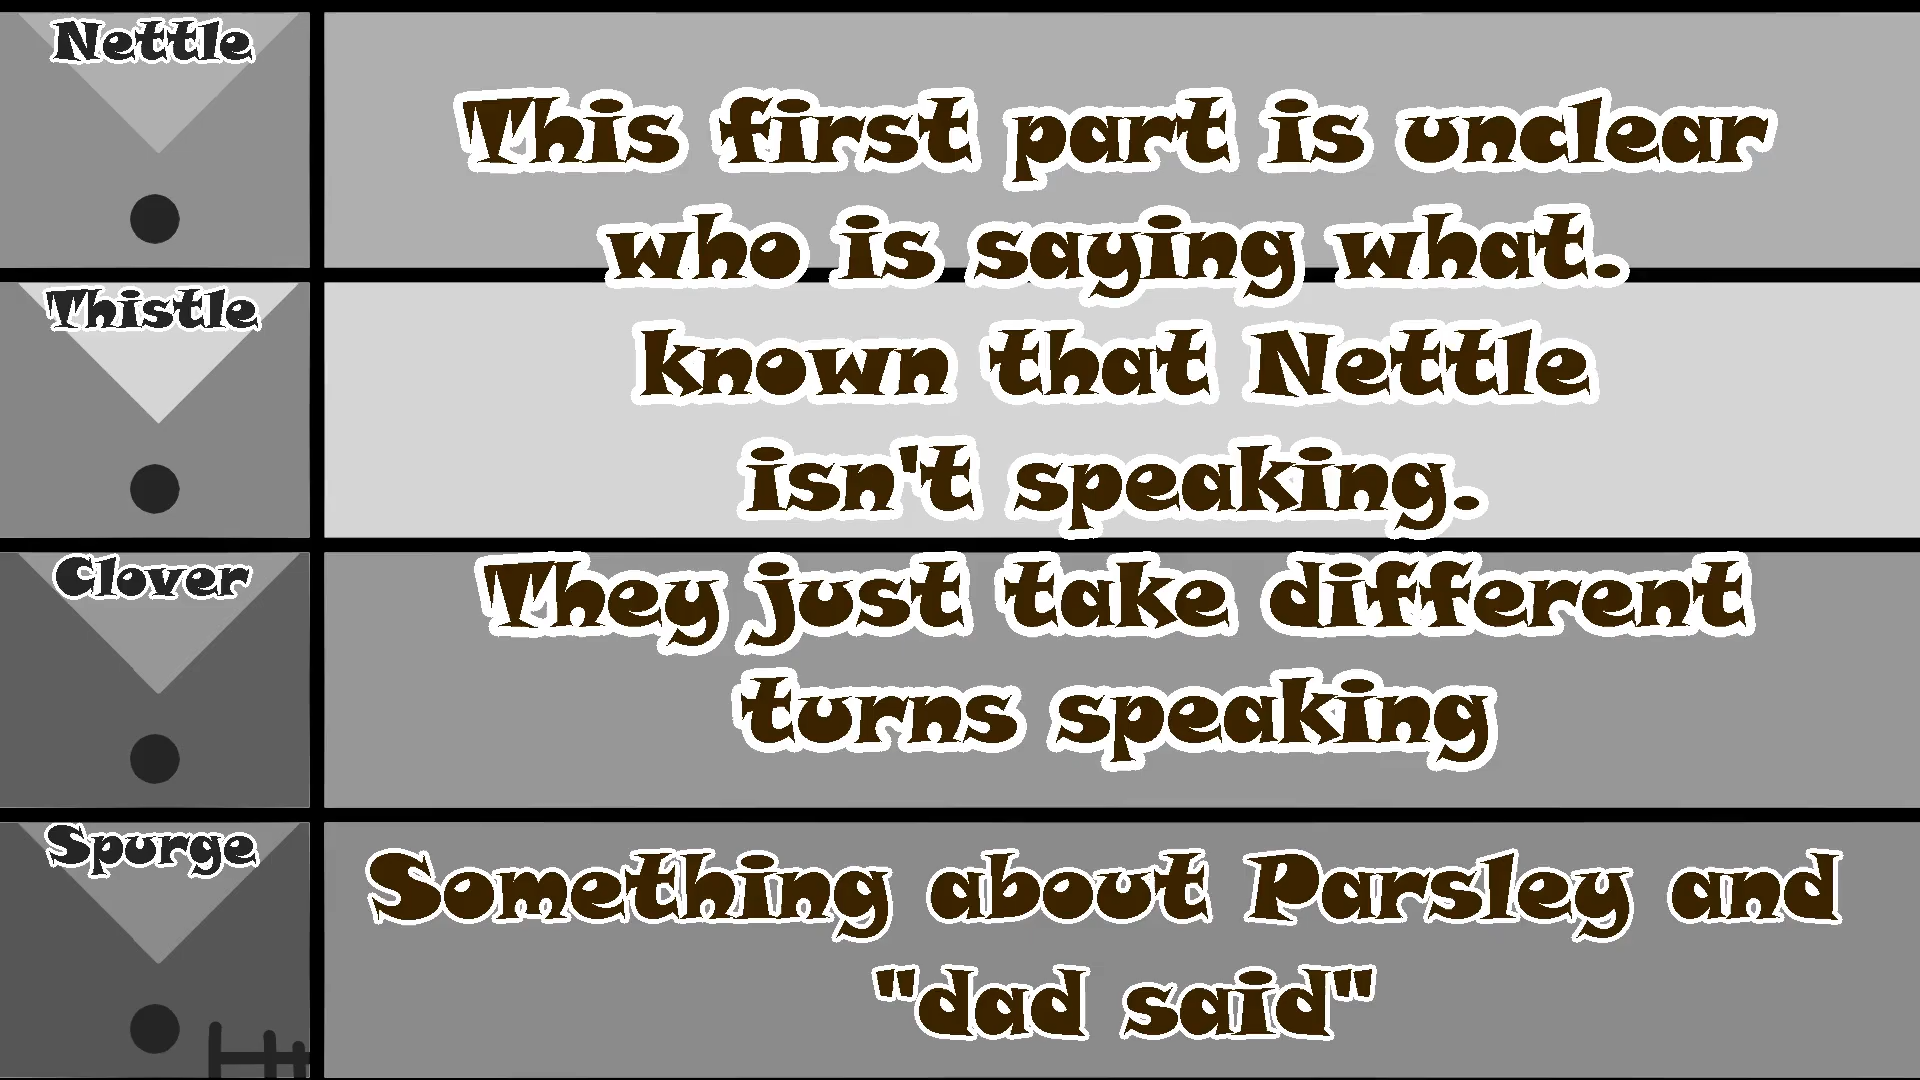 Nettle
This first part is unclear
who is saying what.
Thistle
known that Nettle
isn't speaking.
Clover
They just take different
turns speaking
Spurge
Something about Parsley and
"dad said"